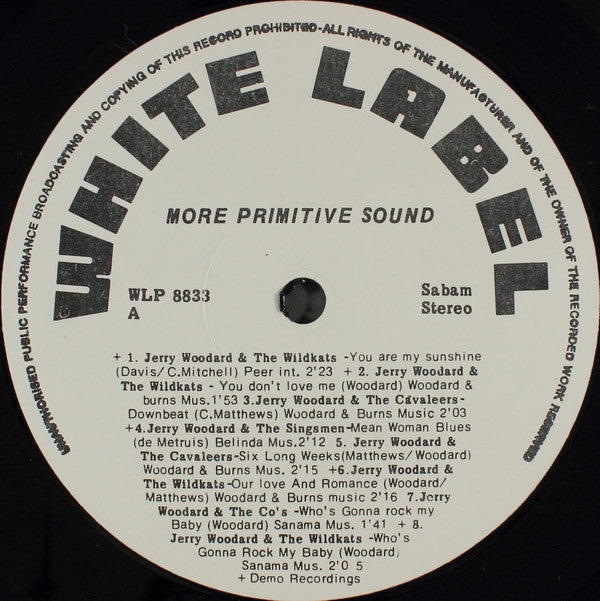 UNAUTHORISED PUBLIC PERFORMANCE BROADCASTING AND COPYING OF THIS RECORD PROHIBITED-ALL RIGHTS OF THE MANUFACTURER AND OF THE OWNER OF THE RECORDED WORK RESERVED
WHITE LABEL
MORE PRIMITIVE SOUND
WLP 8833
A
Sabam
Stereo
+ 1. Jerry Woodard & The Wildkats -You are my sunshine
(Davis/C.Mitchell) Peer int. 2'23 + 2. Jerry Woodard &
The Wildkats - You don't love me (Woodard) Woodard &
burns Mus.1'53 3.Jerry Woodard & The Cavaleers-
Downbeat (C.Matthews) Woodard & Burns Music 2'03
+4.Jerry Woodard & The Singsmen-Mean Woman Blues
(de Metruis) Belinda Mus.2'12 5. Jerry Woodard &
The Cavaleers-Six Long Weeks(Matthews/Woodard)
Woodard & Burns Mus. 2'15 +6.Jerry Woodard &
The Wildkats-Our love And Romance (Woodard/
Matthews) Woodard & Burns music 2'16 7.Jerry
Woodard & The Co's -Who's Gonna rock my
Baby (Woodard) Sanama Mus. 1'41 + 8.
Jerry Woodard & The Wildkats -Who's
Gonna Rock My Baby (Woodard)
Sanama Mus. 2'0 5
+ Demo Recordings